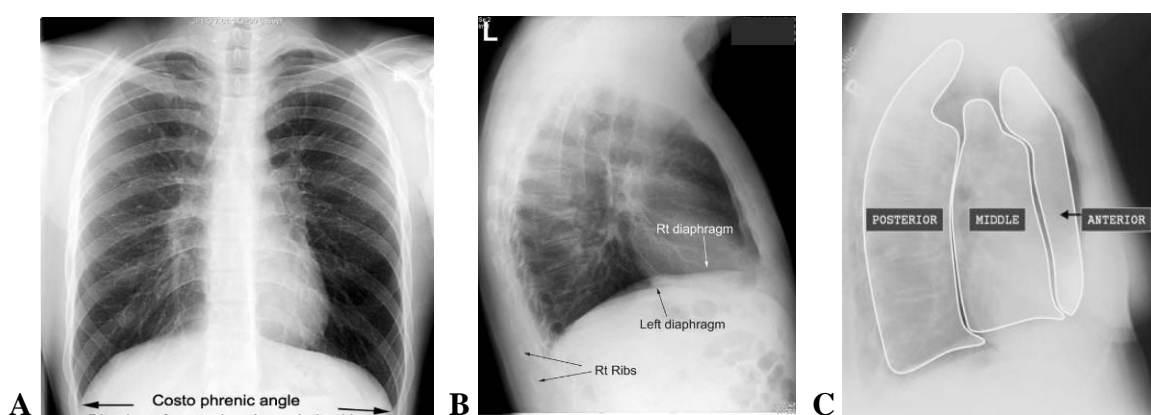 A
Costo phrenic angle
B
L
Rt diaphragm
Left diaphragm
Rt Ribs
C
POSTERIOR
MIDDLE
ANTERIOR